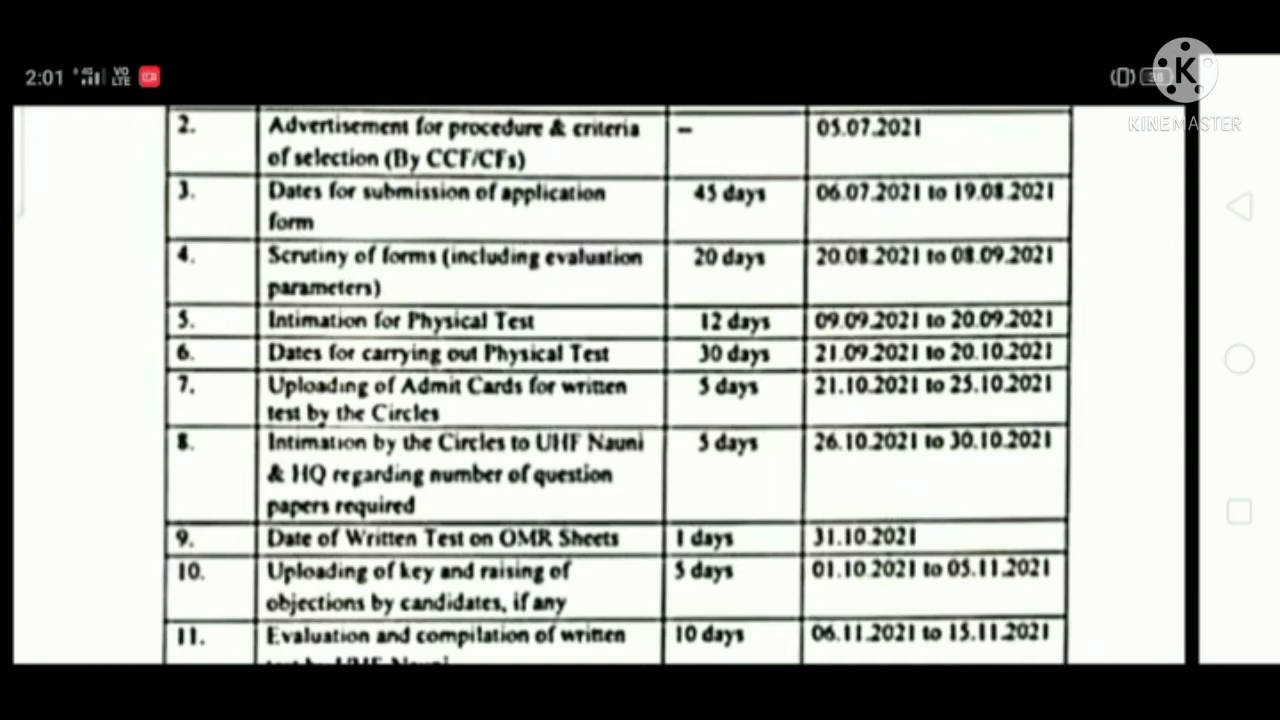 2:01
4G
VO
LTE
38
K
KINEMASTER
2. Advertisement for procedure & criteria – 05.07.2021
of selection (By CCF/CFs)
3. Dates for submission of application 45 days 06.07.2021 to 19.08.2021
form
4. Scrutiny of forms (including evaluation 20 days 20.08.2021 to 08.09.2021
parameters)
5. Intimation for Physical Test 12 days 09.09.2021 to 20.09.2021
6. Dates for carrying out Physical Test 30 days 21.09.2021 to 20.10.2021
7. Uploading of Admit Cards for written 5 days 21.10.2021 to 25.10.2021
test by the Circles
8. Intimation by the Circles to UHF Nauni 5 days 26.10.2021 to 30.10.2021
& HQ regarding number of question
papers required
9. Date of Written Test on OMR Sheets 1 days 31.10.2021
10. Uploading of key and raising of 5 days 01.10.2021 to 05.11.2021
objections by candidates, if any
11. Evaluation and compilation of written 10 days 06.11.2021 to 15.11.2021